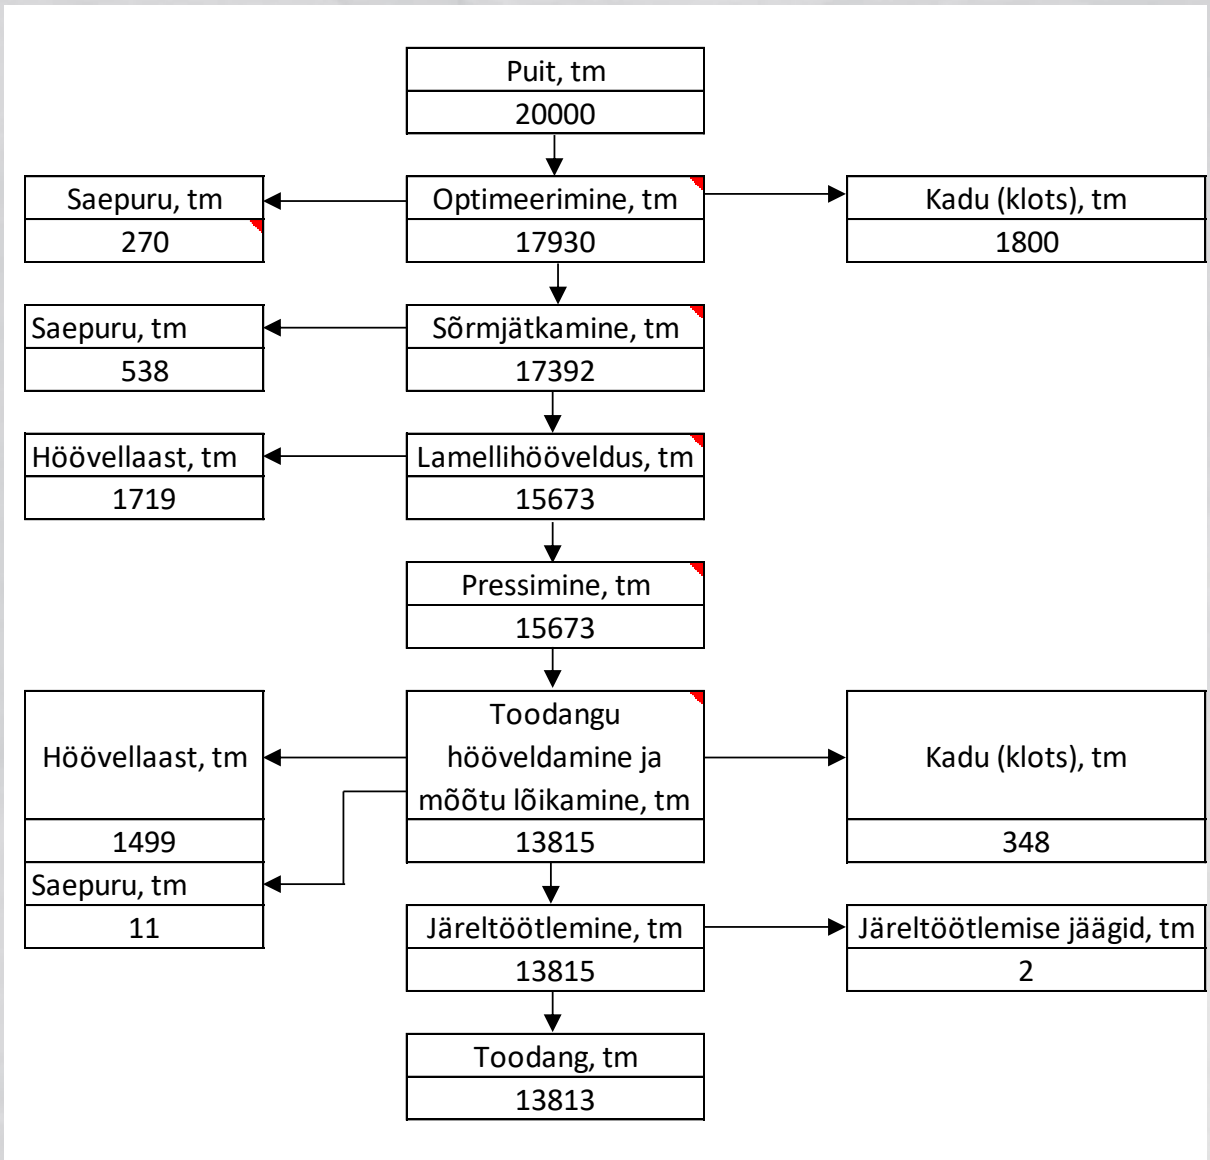 Puit, tm
20000
Saepuru, tm
270
Optimeerimine, tm
17930
Kadu (klots), tm
1800
Saepuru, tm
538
Sõrmjätkamine, tm
17392
Höövellaast, tm
1719
Lamellihööveldus, tm
15673
Pressimine, tm
15673
Höövellaast, tm
1499
Saepuru, tm
11
Toodangu
hööveldamine ja
mõõtu lõikamine, tm
13815
Kadu (klots), tm
348
Järeltöötlemine, tm
13815
Järeltöötlemise jäägid, tm
2
Toodang, tm
13813